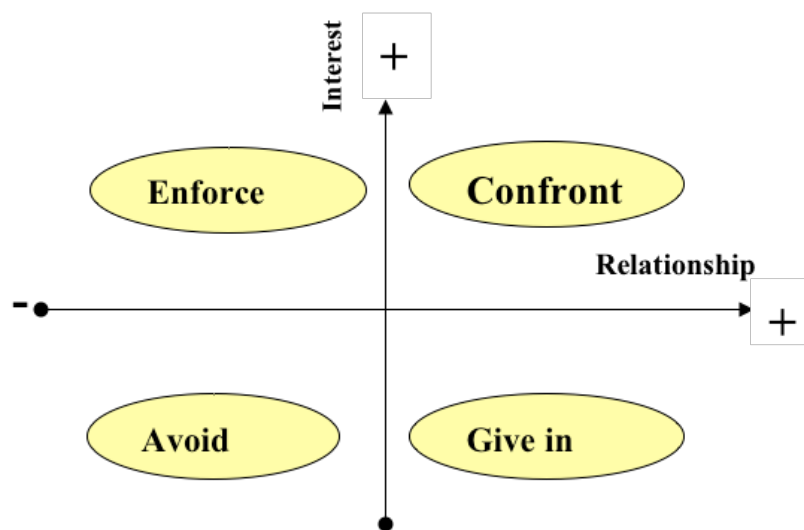 Interest
+
Enforce
Confront
Relationship
-
+
Avoid
Give in